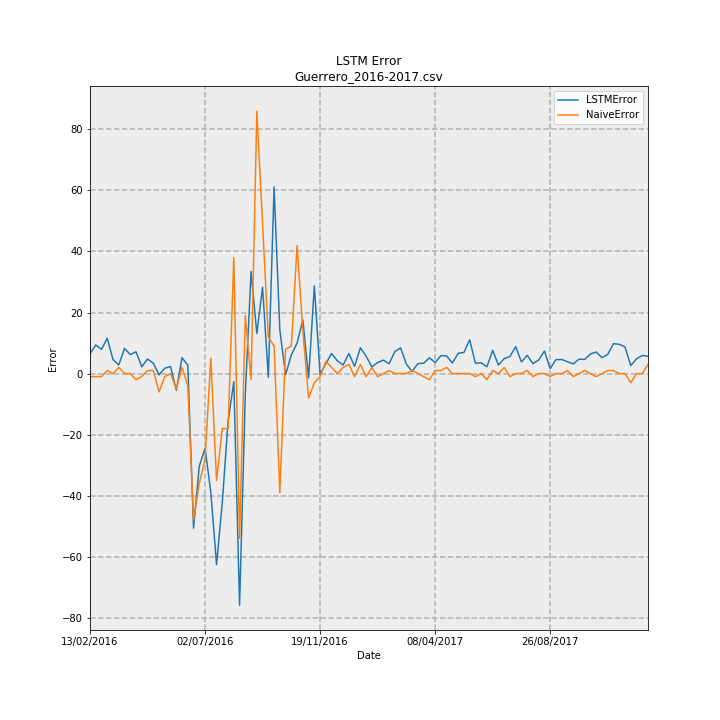 LSTM Error
Guerrero_2016-2017.csv
LSTMError
NaiveError
80
60
40
20
0
−20
−40
−60
−80
Error
13/02/2016
02/07/2016
19/11/2016
08/04/2017
26/08/2017
Date